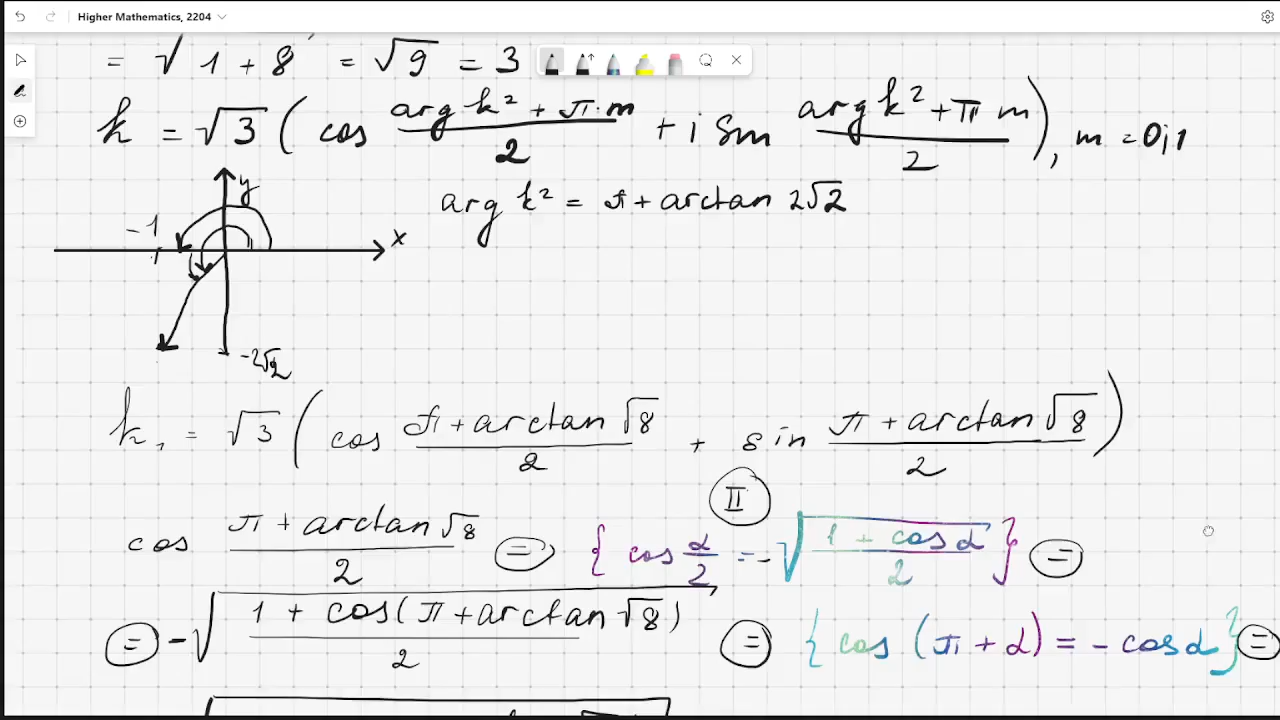 Higher Mathematics, 2204
= √(1 + 8) = √9 = 3
k = √3 ( cos (arg k² + π·m)/2 + i sin (arg k² + π m)/2 ), m = 0;1
y
arg k² = π + arctan 2√2
-1
x
-2√2
k₁ = √3 ( cos (π + arctan √8)/2 + sin (π + arctan √8)/2 )
II
cos (π + arctan √8)/2 = { cos α/2 = -√((1 + cos α)/2) } =
= -√((1 + cos(π + arctan √8))/2) = { cos (π + α) = - cos α } =